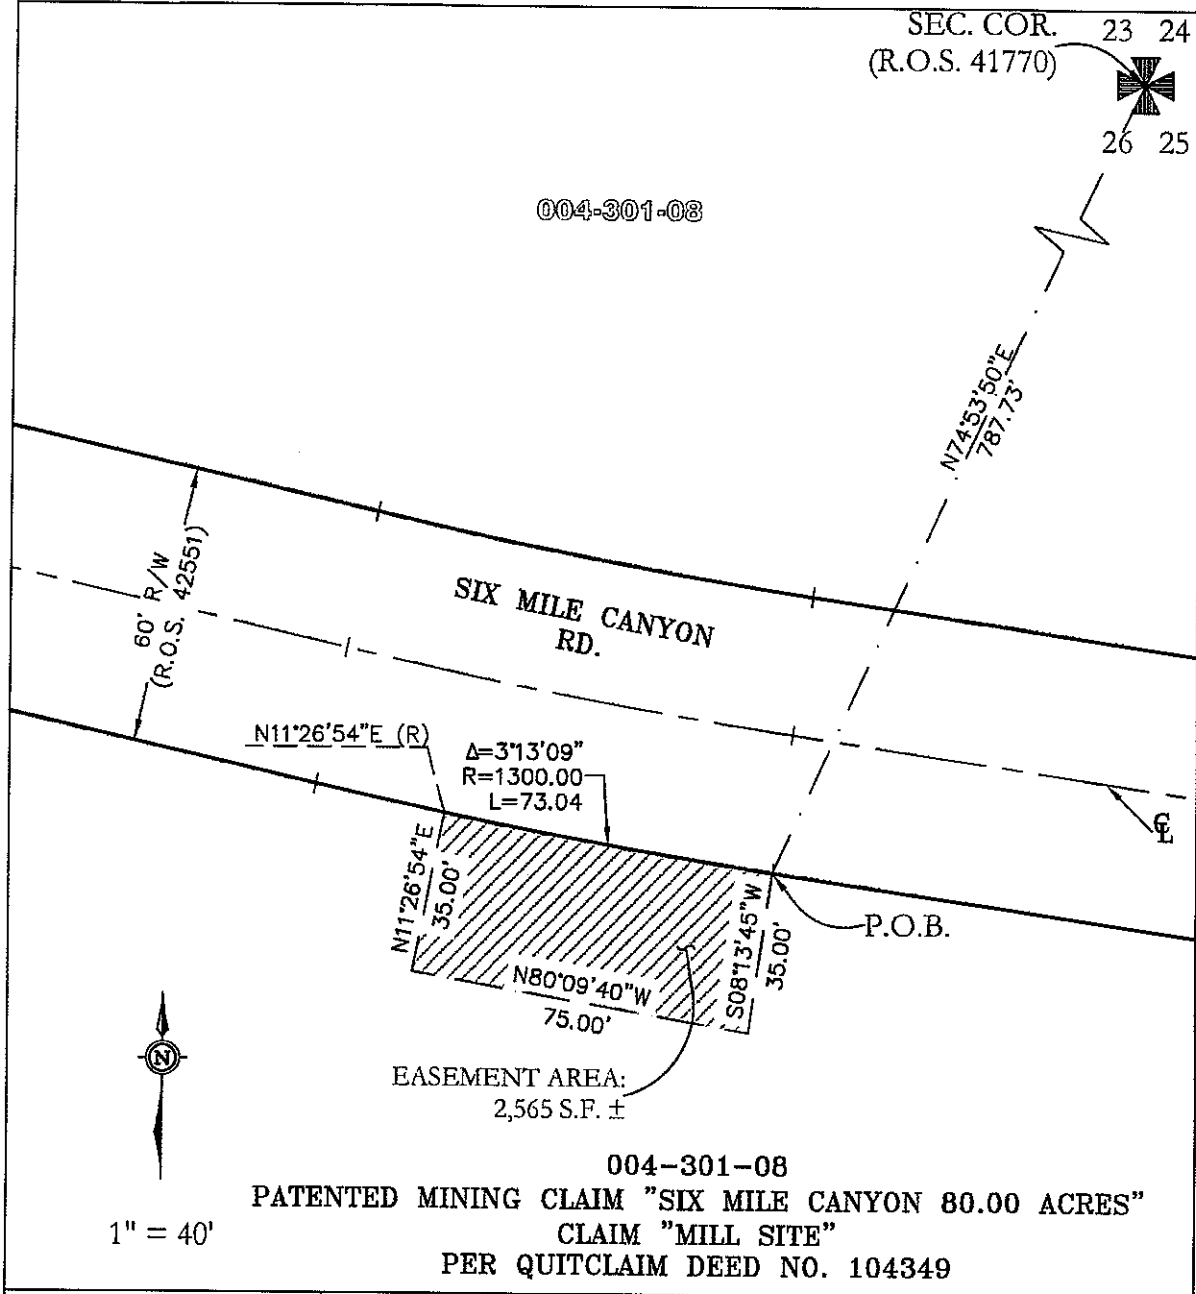 SEC. COR.
(R.O.S. 41770)
23 24
26 25
004-301-08
N74°53'50"E
787.73'
60' R/W
(R.O.S. 42551)
SIX MILE CANYON
RD.
N11°26'54"E (R)
Δ=3°13'09"
R=1300.00
L=73.04
℄
N11°26'54"E
35.00'
S08°13'45"W
35.00'
P.O.B.
N80°09'40"W
75.00'
N
EASEMENT AREA:
2,565 S.F. ±
004-301-08
PATENTED MINING CLAIM "SIX MILE CANYON 80.00 ACRES"
1" = 40'
CLAIM "MILL SITE"
PER QUITCLAIM DEED NO. 104349